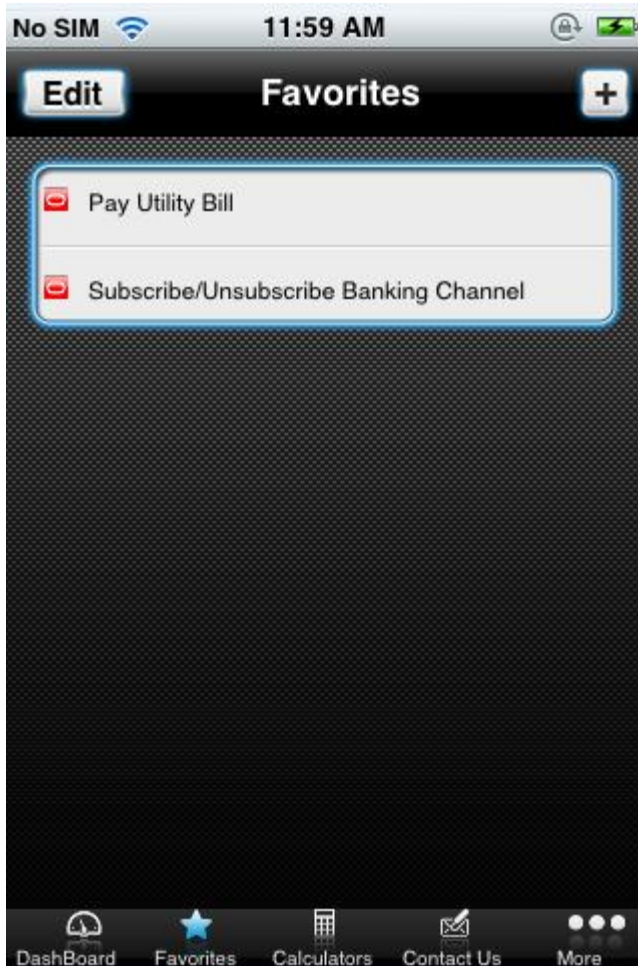 No SIM 11:59 AM
Edit Favorites +
Pay Utility Bill
Subscribe/Unsubscribe Banking Channel
DashBoard Favorites Calculators Contact Us More